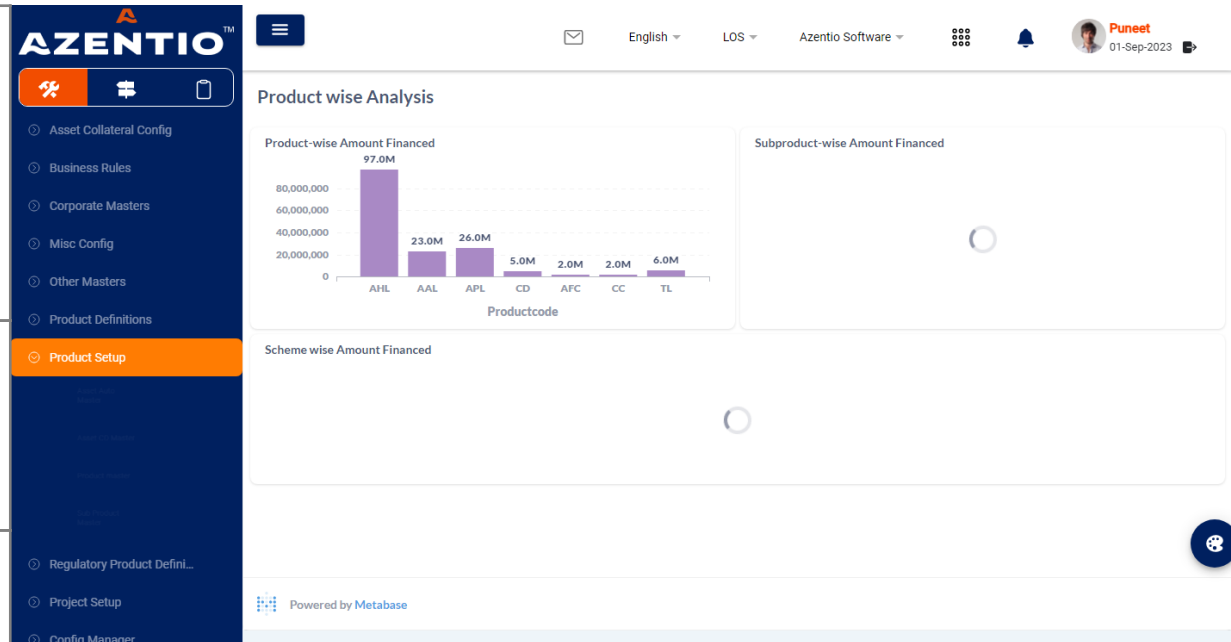 AZENTIO™
English
LOS
Azentio Software
Puneet
01-Sep-2023
Asset Collateral Config
Business Rules
Corporate Masters
Misc Config
Other Masters
Product Definitions
Product Setup
Regulatory Product Defini...
Project Setup
Config Manager
Product wise Analysis
Product-wise Amount Financed
97.0M
80,000,000
60,000,000
40,000,000
20,000,000
0
23.0M
26.0M
5.0M
2.0M
2.0M
6.0M
AHL
AAL
APL
CD
AFC
CC
TL
Productcode
Subproduct-wise Amount Financed
Scheme wise Amount Financed
Powered by Metabase